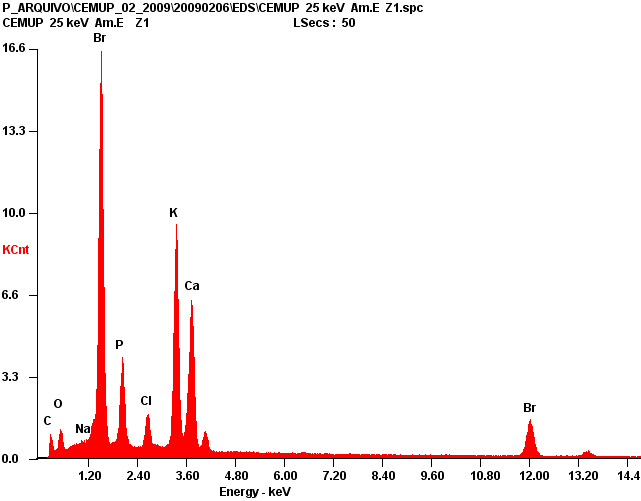 P_ARQUIVO\CEMUP_02_2009\20090206\EDS\CEMUP 25 keV Am.E Z1.spc
CEMUP 25 keV Am.E Z1 LSecs : 50
Br
16.6
13.3
10.0
K
KCnt
Ca
6.6
P
3.3
Cl
O
Br
C
Na
0.0
1.20 2.40 3.60 4.80 6.00 7.20 8.40 9.60 10.80 12.00 13.20 14.4
Energy - keV